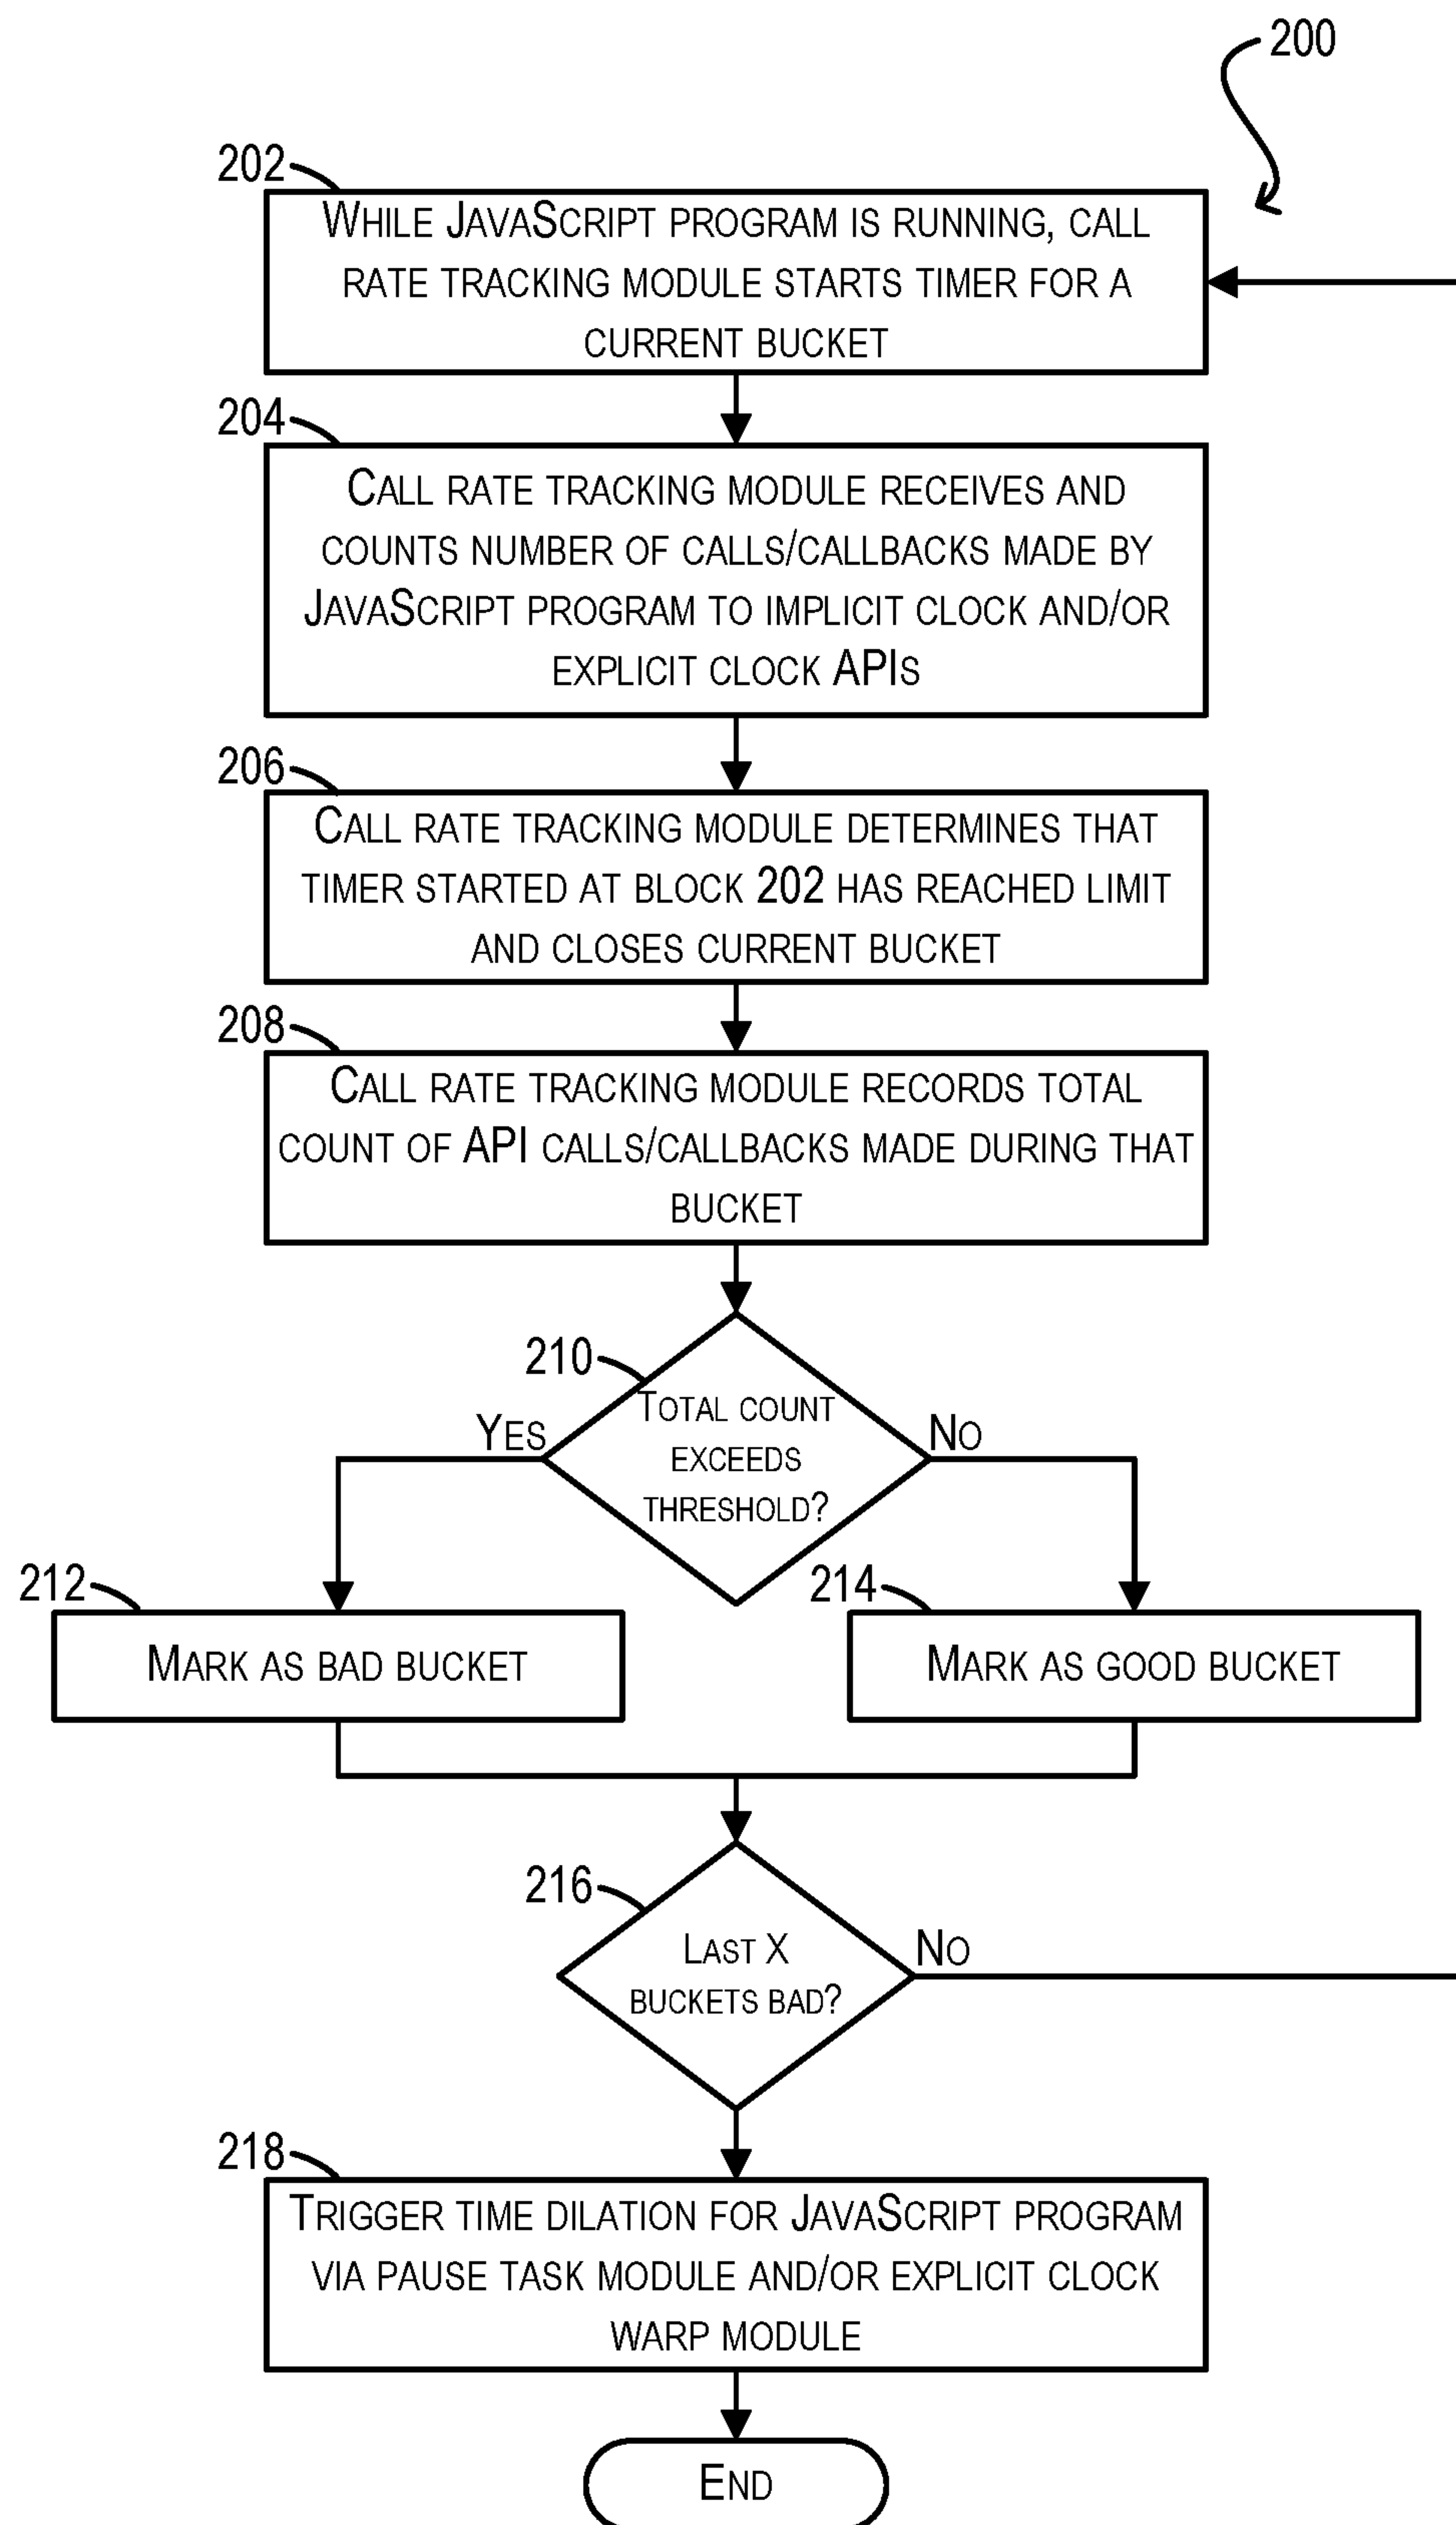 200
202
While JavaScript program is running, call
rate tracking module starts timer for a
current bucket
204
Call rate tracking module receives and
counts number of calls/callbacks made by
JavaScript program to implicit clock and/or
explicit clock APIs
206
Call rate tracking module determines that
timer started at block 202 has reached limit
and closes current bucket
208
Call rate tracking module records total
count of API calls/callbacks made during that
bucket
210
Total count
exceeds
threshold?
Yes
No
212
Mark as bad bucket
214
Mark as good bucket
216
Last X
buckets bad?
No
218
Trigger time dilation for JavaScript program
via pause task module and/or explicit clock
warp module
End